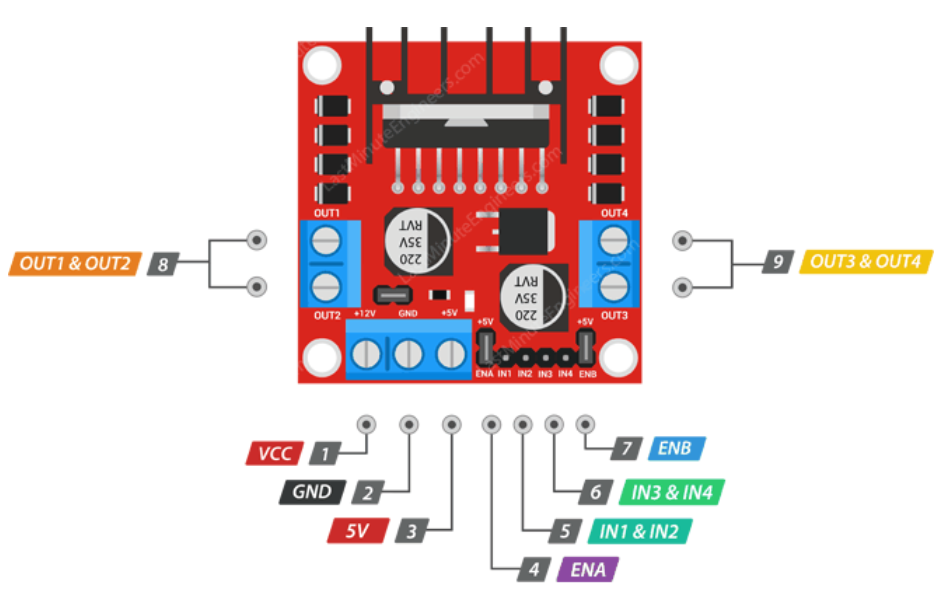 LastMinuteEngineers.com
OUT1
OUT4
RVT
35V
220
RVT
35V
220
OUT2
+12V
GND
+5V
OUT3
+5V
+5V
ENA IN1 IN2 IN3 IN4 ENB
OUT1 & OUT2 8
9 OUT3 & OUT4
VCC 1
7 ENB
GND 2
6 IN3 & IN4
5V 3
5 IN1 & IN2
4 ENA